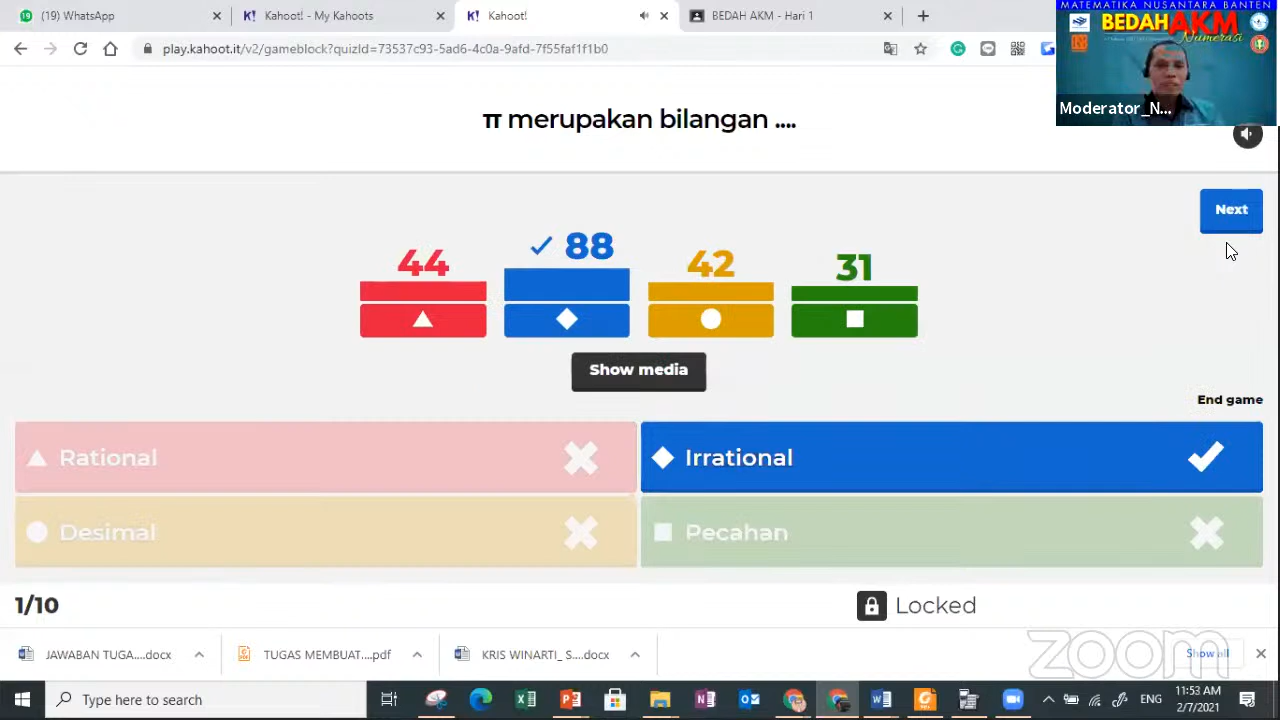 (19) WhatsApp
Kahoot! - My Kahoots
Kahoot!
BEDAH AKM - Hari 1
play.kahoot.it/v2/gameblock?quizId=73537c93-5ac5-4c0a-9afd-7f55faf1f1b0
MATEMATIKA NUSANTARA BANTEN
BEDAH AKM
Numerasi
Moderator_N...
π merupakan bilangan ....
Next
44
88
42
31
Show media
End game
Rational
Irrational
Desimal
Pecahan
1/10
Locked
JAWABAN TUGA....docx
TUGAS MEMBUAT....pdf
KRIS WINARTI_ S....docx
Show all
zoom
Type here to search
ENG
11:53 AM
2/7/2021